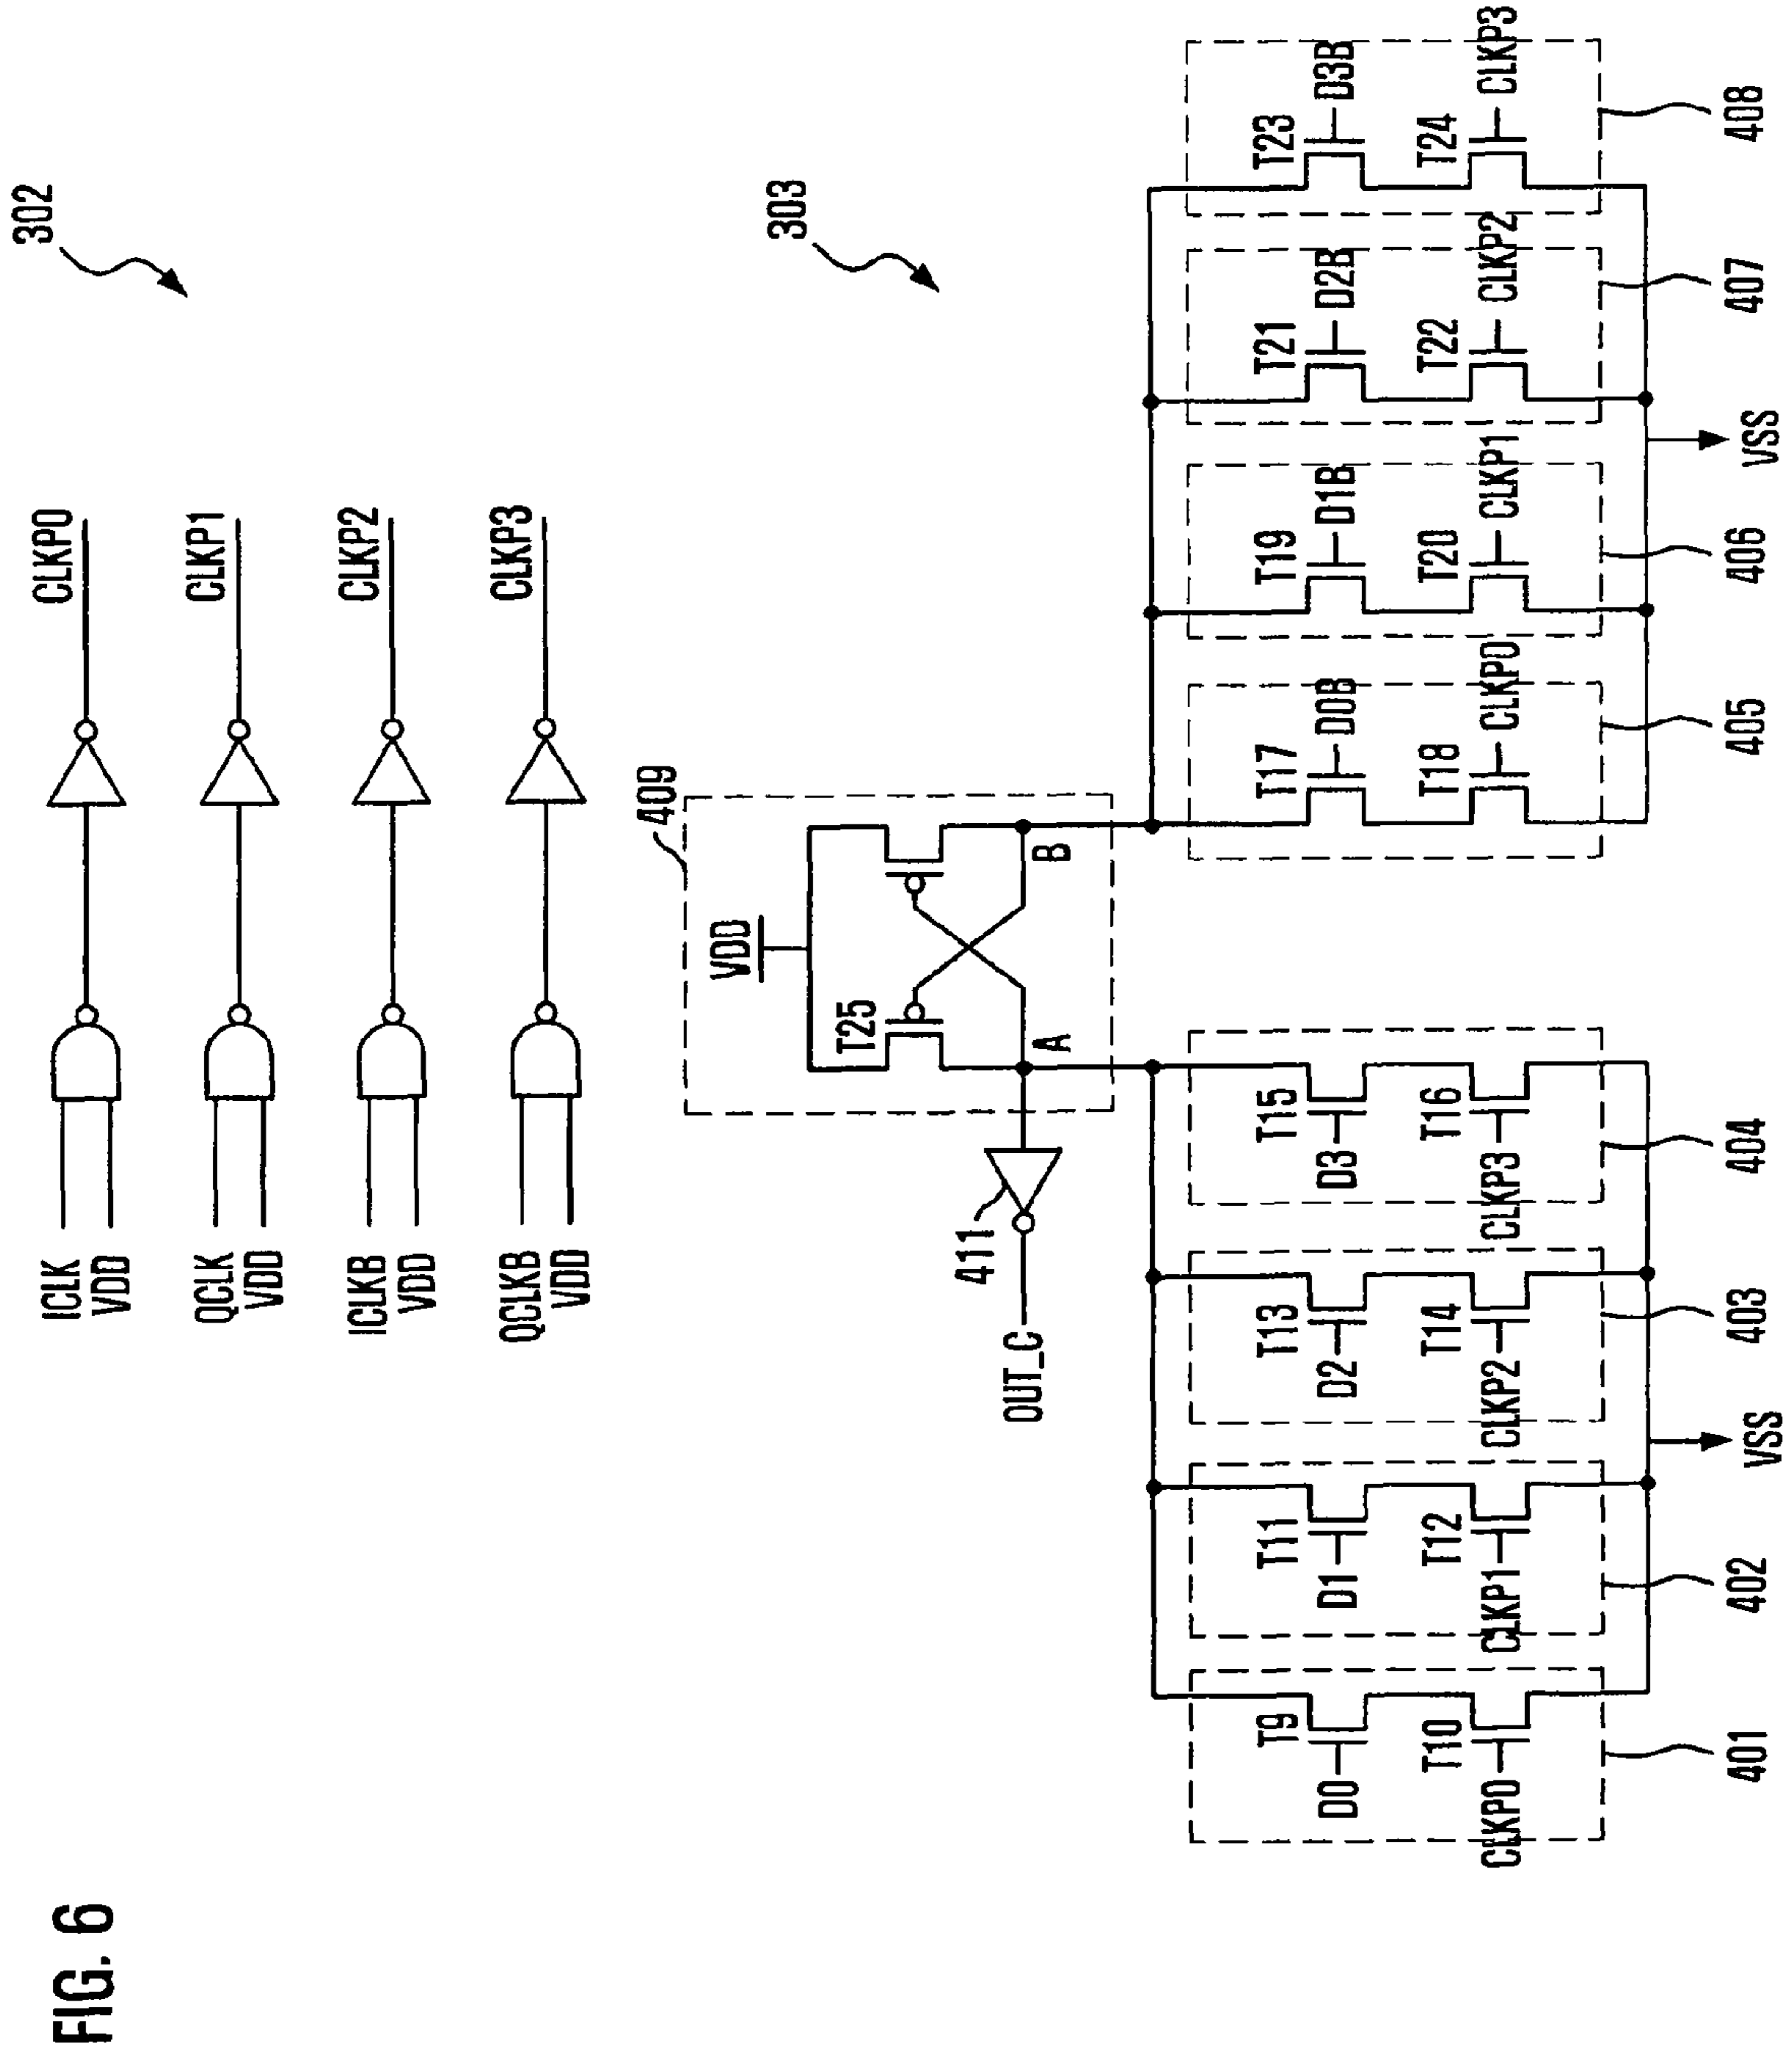 FIG. 6
302
ICLK
VDD
CLKP0
QCLK
VDD
CLKP1
ICLKB
VDD
CLKP2
QCLKB
VDD
CLKP3
303
409
VDD
T25
A
B
411
OUT_C
T9
D0
T10
CLKP0
401
T11
D1
T12
CLKP1
402
T13
D2
T14
CLKP2
403
T15
D3
T16
CLKP3
404
VSS
T17
D0B
T18
CLKP0
405
T19
D1B
T20
CLKP1
406
T21
D2B
T22
CLKP2
407
T23
D3B
T24
CLKP3
408
VSS